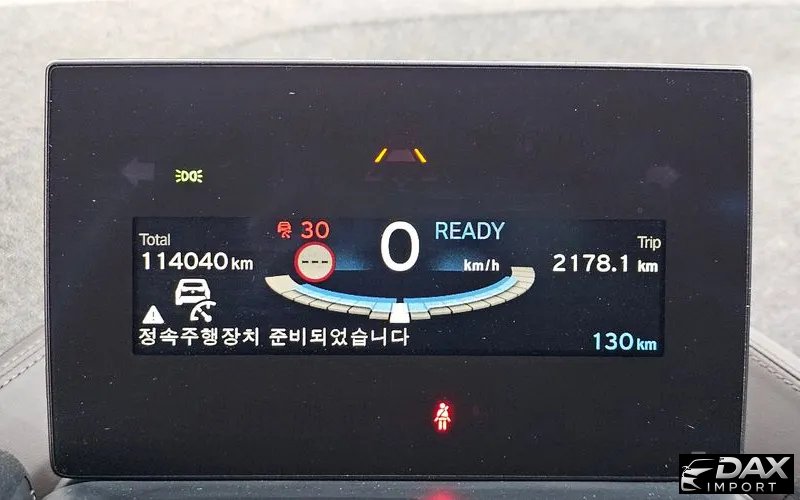 30
READY
Total
0
Trip
114040 km
---
km/h
2178.1 km
정속주행장치 준비되었습니다
130 km
DAX
IMPORT